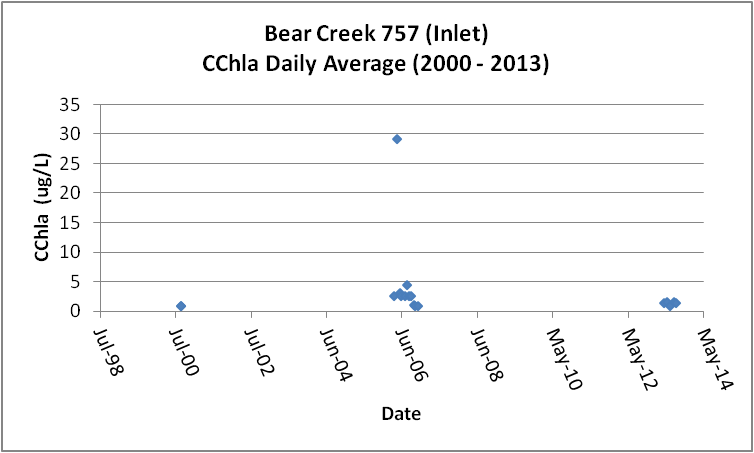 Bear Creek 757 (Inlet)
CChla Daily Average (2000 - 2013)
CChla (ug/L)
35
30
25
20
15
10
5
0
Jul-98
Jul-00
Jul-02
Jun-04
Jun-06
Jun-08
May-10
May-12
May-14
Date